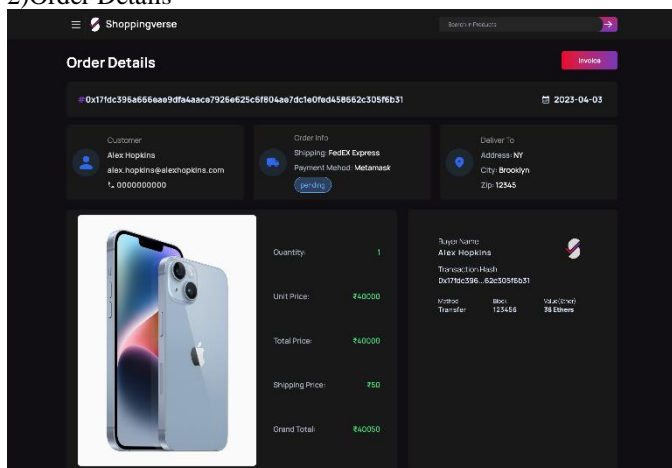 2)Order Details
Shoppingverse
Search in Products
Order Details
Invoice
#0x17fdc396a666eae9dfa4aace7926e625c6f804ae7dc1e0fed458662c305f6b31
2023-04-03
Customer
Alex Hopkins
alex.hopkins@alexhopkins.com
0000000000
Order Info
Shipping: FedEX Express
Payment Mehod: Metamask
pending
Deliver To
Address: NY
City: Brooklyn
Zip: 12345
Quantity: 1
Unit Price: ₹40000
Total Price: ₹40000
Shipping Price: ₹50
Grand Total: ₹40050
Buyer Name
Alex Hopkins
Transaction Hash
0x17fdc396...62c305f6b31
Method Block Value(Ether)
Transfer 123456 38 Ethers